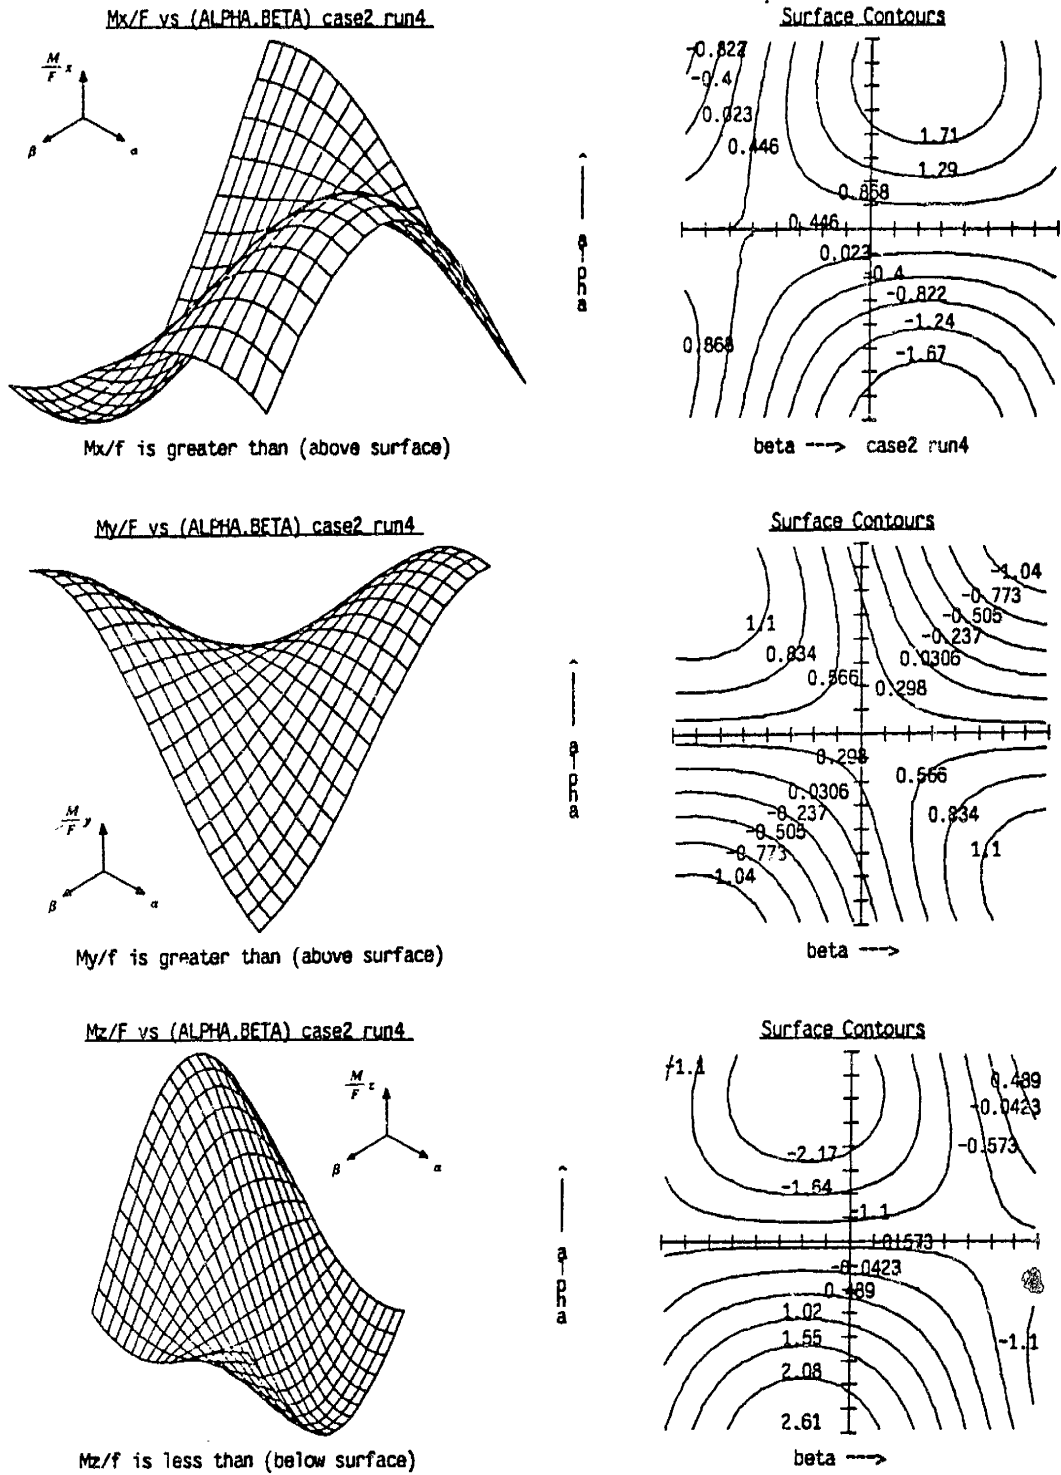 Mx/F vs (ALPHA.BETA) case2 run4
M/F x
β
α
Mx/f is greater than (above surface)
Surface Contours
-0.822
-0.4
0.023
0.446
1.71
1.29
0.868
0.446
0.023
0.4
-0.822
-1.24
-1.67
0.868
alpha
beta ---> case2 run4
My/F vs (ALPHA.BETA) case2 run4
M/F y
β
α
My/f is greater than (above surface)
Surface Contours
-1.04
-0.773
-0.505
-0.237
0.0306
0.298
1.1
0.834
0.566
0.298
0.0306
-0.237
-0.505
-0.773
1.04
0.566
0.834
1.1
alpha
beta --->
Mz/F vs (ALPHA.BETA) case2 run4
M/F z
β
α
Mz/f is less than (below surface)
Surface Contours
-1.1
0.489
-0.0423
-0.573
-2.17
-1.64
-1.1
0.573
-0.0423
0.489
1.02
1.55
2.08
2.61
-1.1
alpha
beta --->